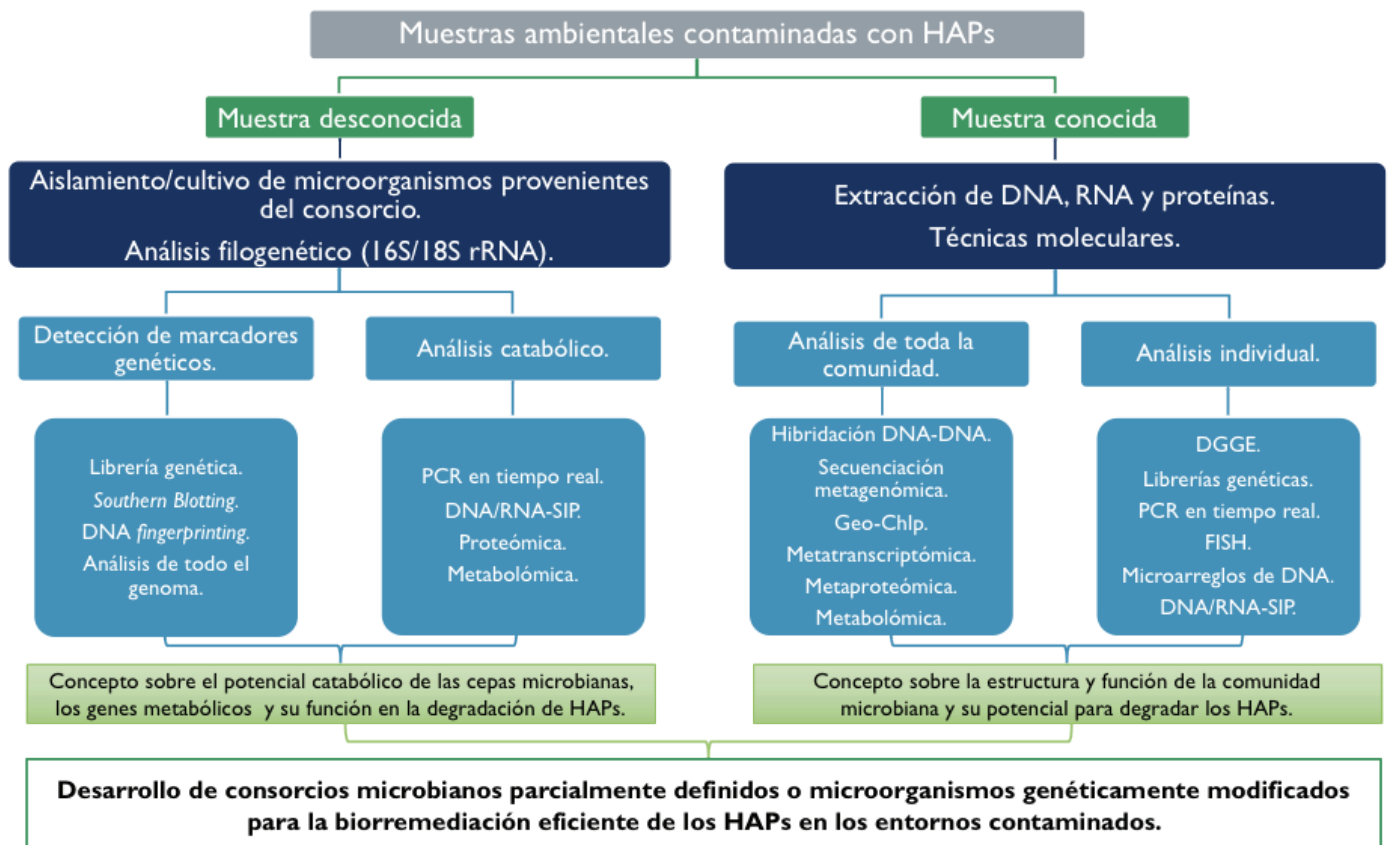 Muestras ambientales contaminadas con HAPs
Muestra desconocida
Muestra conocida
Aislamiento/cultivo de microorganismos provenientes
del consorcio.
Análisis filogenético (16S/18S rRNA).
Extracción de DNA, RNA y proteínas.
Técnicas moleculares.
Detección de marcadores
genéticos.
Análisis catabólico.
Análisis de toda la
comunidad.
Análisis individual.
Librería genética.
Southern Blotting.
DNA fingerprinting.
Análisis de todo el
genoma.
PCR en tiempo real.
DNA/RNA-SIP.
Proteómica.
Metabolómica.
Hibridación DNA-DNA.
Secuenciación
metagenómica.
Geo-ChIp.
Metatranscriptómica.
Metaproteómica.
Metabolómica.
DGGE.
Librerías genéticas.
PCR en tiempo real.
FISH.
Microarreglos de DNA.
DNA/RNA-SIP.
Concepto sobre el potencial catabólico de las cepas microbianas,
los genes metabólicos y su función en la degradación de HAPs.
Concepto sobre la estructura y función de la comunidad
microbiana y su potencial para degradar los HAPs.
Desarrollo de consorcios microbianos parcialmente definidos o microorganismos genéticamente modificados
para la biorremediación eficiente de los HAPs en los entornos contaminados.